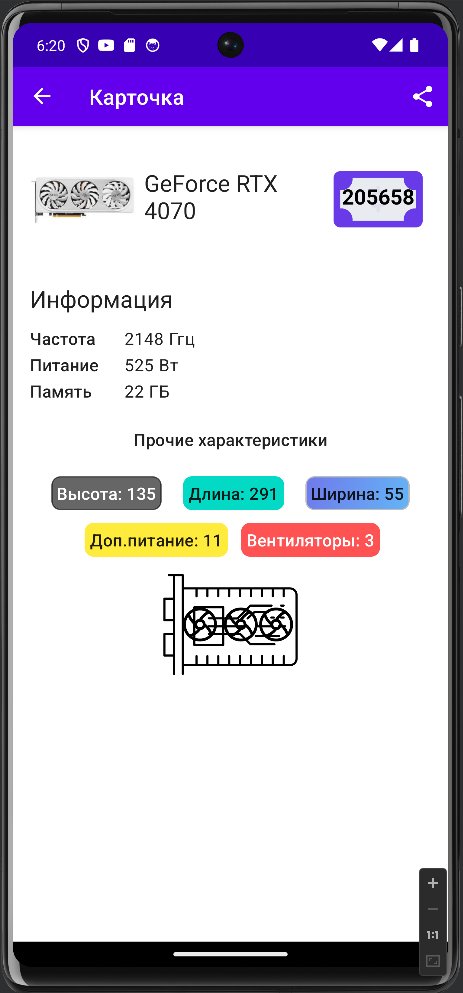 6:20
Карточка
GeForce RTX
4070
205658
Информация
Частота 2148 Ггц
Питание 525 Вт
Память 22 ГБ
Прочие характеристики
Высота: 135 Длина: 291 Ширина: 55
Доп.питание: 11 Вентиляторы: 3
1:1